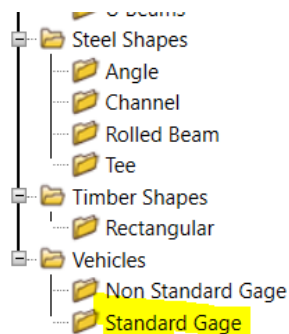 Steel Shapes
Angle
Channel
Rolled Beam
Tee
Timber Shapes
Rectangular
Vehicles
Non Standard Gage
Standard Gage